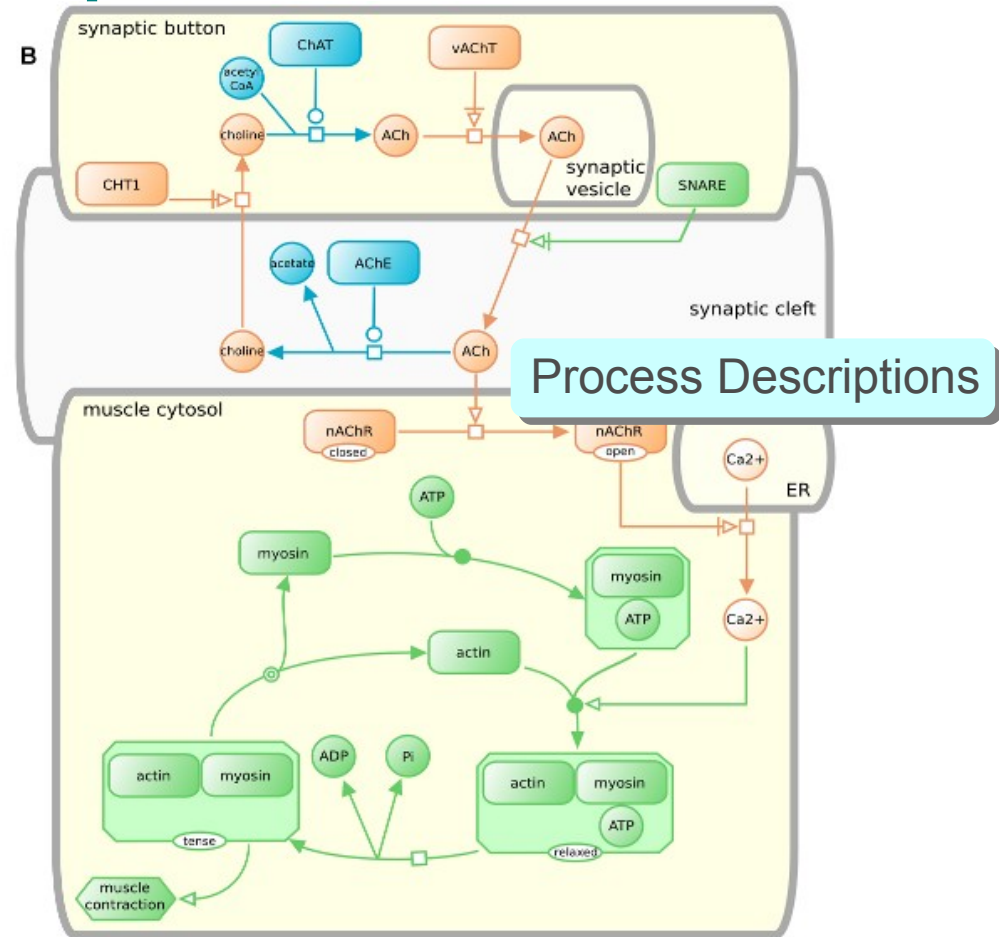 B
synaptic button
ChAT
vAChT
acetyl
CoA
choline
ACh
ACh
synaptic
vesicle
CHT1
SNARE
acetate
AChE
synaptic cleft
choline
ACh
Process Descriptions
muscle cytosol
nAChR
closed
nAChR
open
Ca2+
ER
ATP
myosin
myosin
ATP
Ca2+
actin
actin
myosin
tense
ADP
Pi
actin
myosin
ATP
relaxed
muscle
contraction